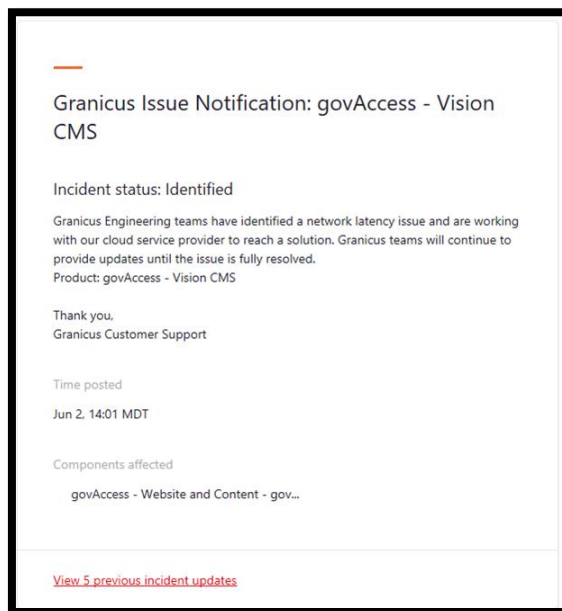 Granicus Issue Notification: govAccess - Vision
CMS
Incident status: Identified
Granicus Engineering teams have identified a network latency issue and are working
with our cloud service provider to reach a solution. Granicus teams will continue to
provide updates until the issue is fully resolved.
Product: govAccess - Vision CMS
Thank you,
Granicus Customer Support
Time posted
Jun 2, 14:01 MDT
Components affected
govAccess - Website and Content - gov...
View 5 previous incident updates